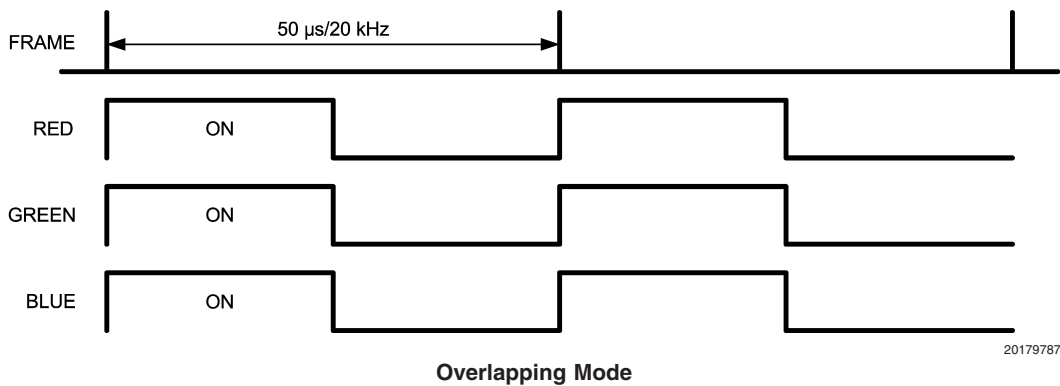 FRAME
50 µs/20 kHz
RED
ON
GREEN
ON
BLUE
ON
20179787
Overlapping Mode